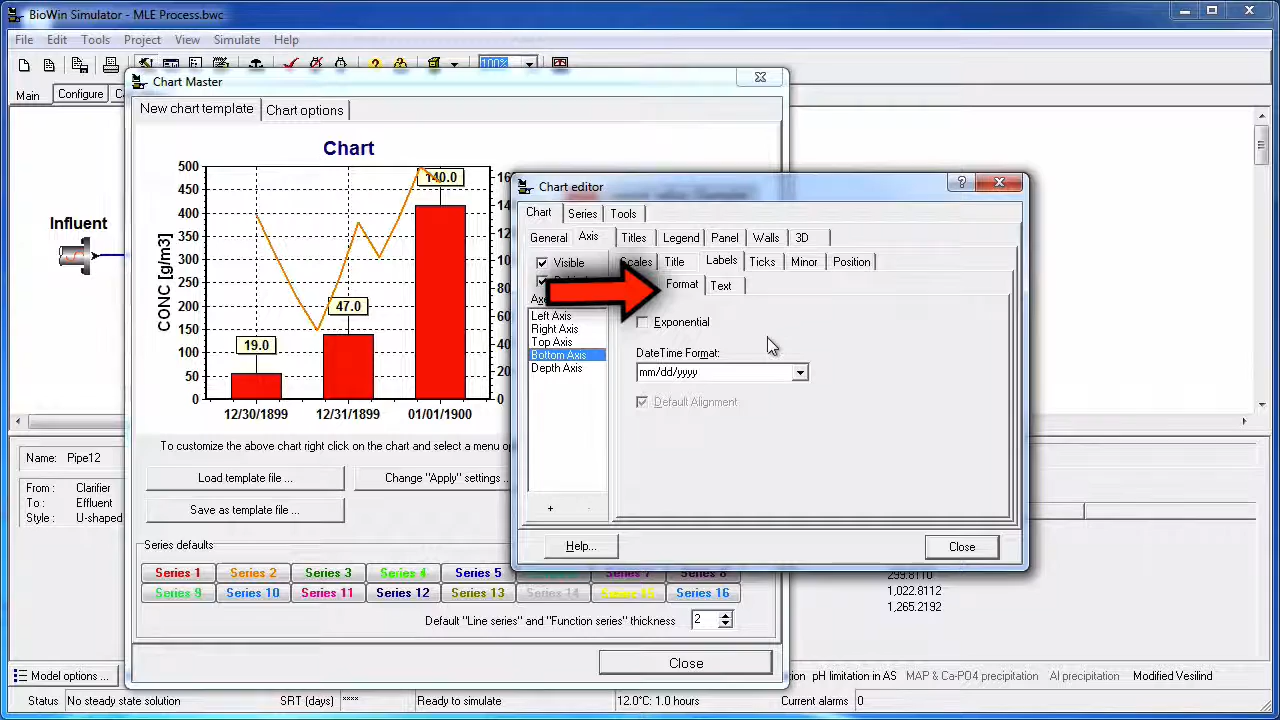 BioWin Simulator - MLE Process.bwc
File Edit Tools Project View Simulate Help
100%
Main Configure
Influent
Chart Master
New chart template Chart options
Chart
500
450
400
350
300
250
200
150
100
50
0
CONC [g/m3]
19.0
47.0
140.0
12/30/1899 12/31/1899 01/01/1900
To customize the above chart right click on the chart and select a menu
Load template file ... Change "Apply" settings ..
Save as template file ...
Series defaults
Series 1 Series 2 Series 3 Series 4 Series 5
Series 9 Series 10 Series 11 Series 12 Series 13 Series 14 Series 15 Series 16
Default "Line series" and "Function series" thickness 2
Close
Chart editor
Chart Series Tools
General Axis Titles Legend Panel Walls 3D
Visible
Scales Title Labels Ticks Minor Position
Format Text
Left Axis
Right Axis
Top Axis
Bottom Axis
Depth Axis
+ -
Exponential
DateTime Format:
mm/dd/yyyy
Default Alignment
Help... Close
Name: Pipe12
From : Clarifier
To : Effluent
Style : U-shaped
299.8110
1,022.8112
1,265.2192
Model options ... pH limitation in AS MAP & Ca-PO4 precipitation Al precipitation Modified Vesilind
Status No steady state solution SRT (days) **** Ready to simulate 12.0°C: 1.0 hours Current alarms 0